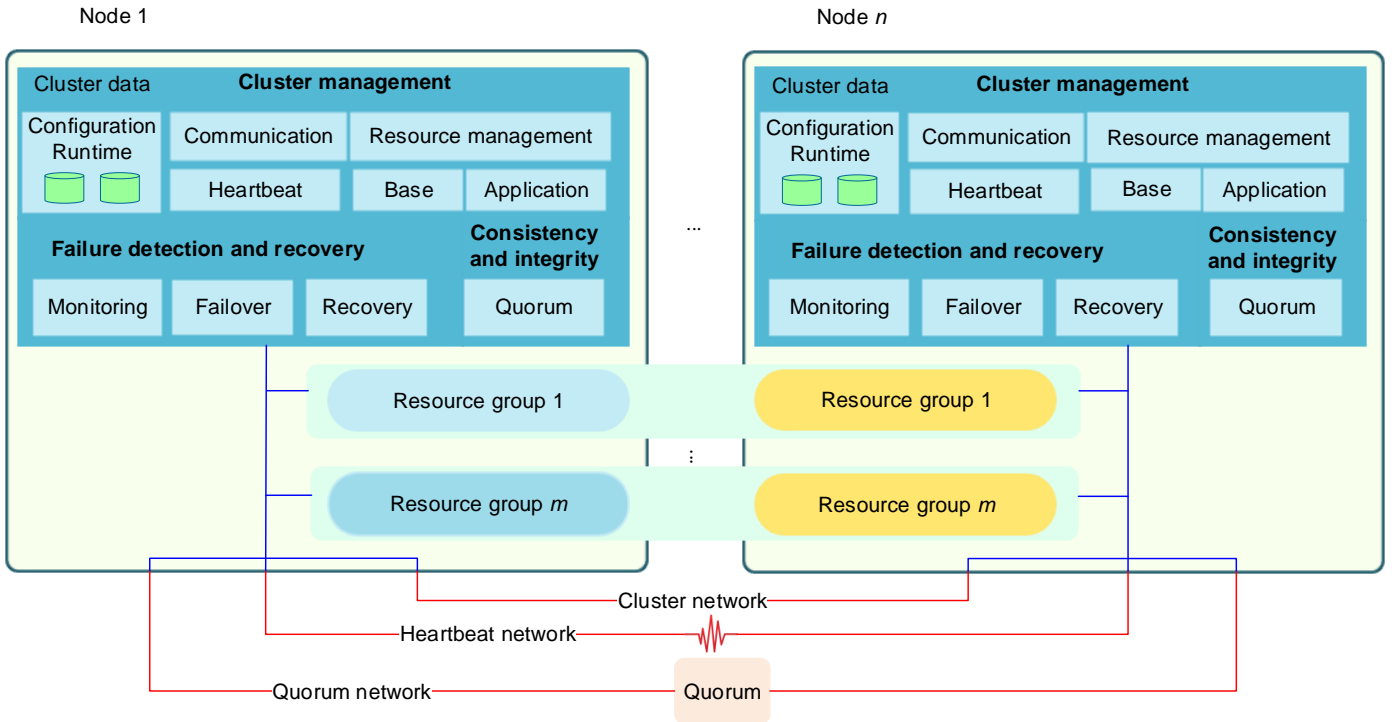 Node 1
Node n
Cluster data
Cluster management
Configuration
Runtime
Communication
Resource management
Heartbeat
Base
Application
Failure detection and recovery
Consistency
and integrity
Monitoring
Failover
Recovery
Quorum
...
Cluster data
Cluster management
Configuration
Runtime
Communication
Resource management
Heartbeat
Base
Application
Failure detection and recovery
Consistency
and integrity
Monitoring
Failover
Recovery
Quorum
Resource group 1
Resource group 1
...
Resource group m
Resource group m
Cluster network
Heartbeat network
Quorum network
Quorum